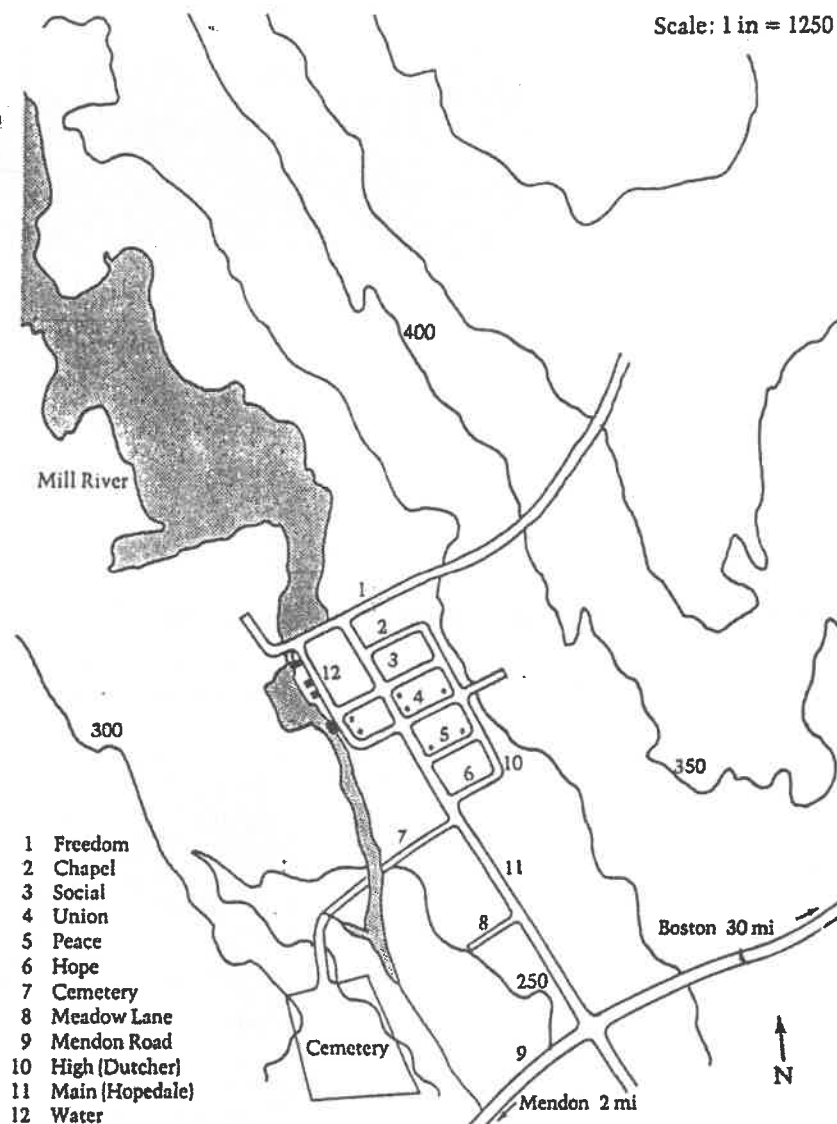 Scale: 1 in = 1250
400
Mill River
1
2
3
12
4
300
5
350
6
10
7
11
8
Boston 30 mi
250
Cemetery
9
N
Mendon 2 mi
1 Freedom
2 Chapel
3 Social
4 Union
5 Peace
6 Hope
7 Cemetery
8 Meadow Lane
9 Mendon Road
10 High (Dutcher)
11 Main (Hopedale)
12 Water